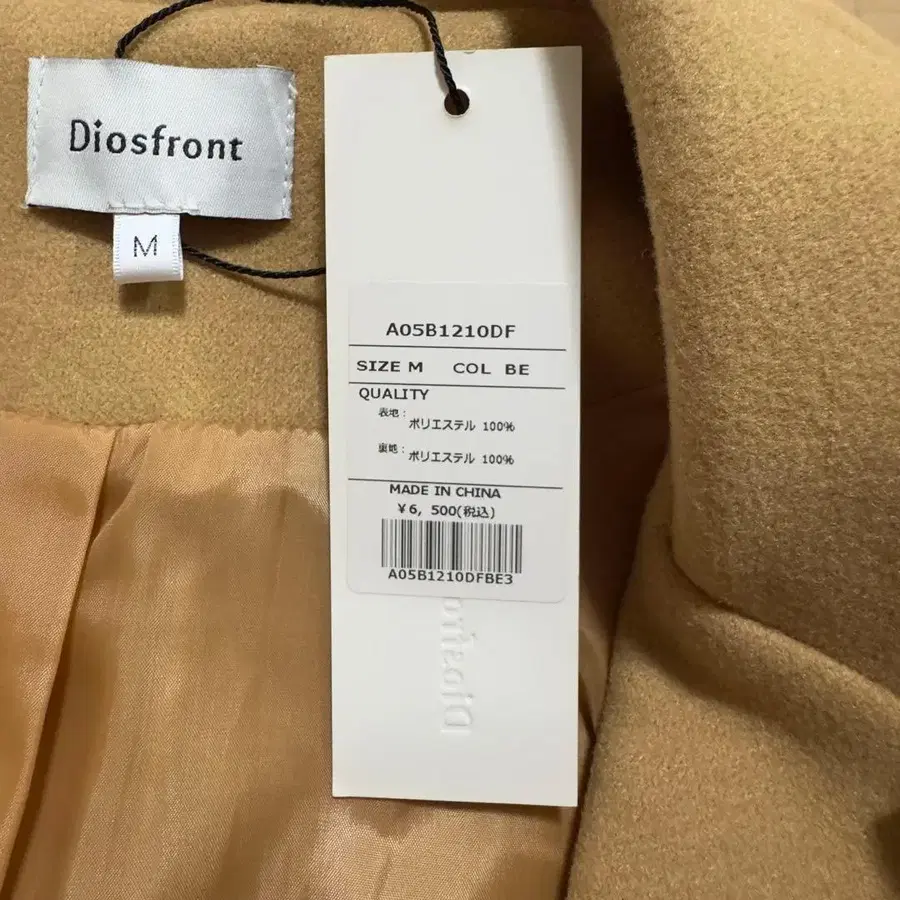 Diosfront
M
A05B1210DF
SIZE M COL BE
QUALITY
表地:
ポリエステル 100%
裏地:
ポリエステル 100%
MADE IN CHINA
¥6, 500(税込)
A05B1210DFBE3
Diosfront